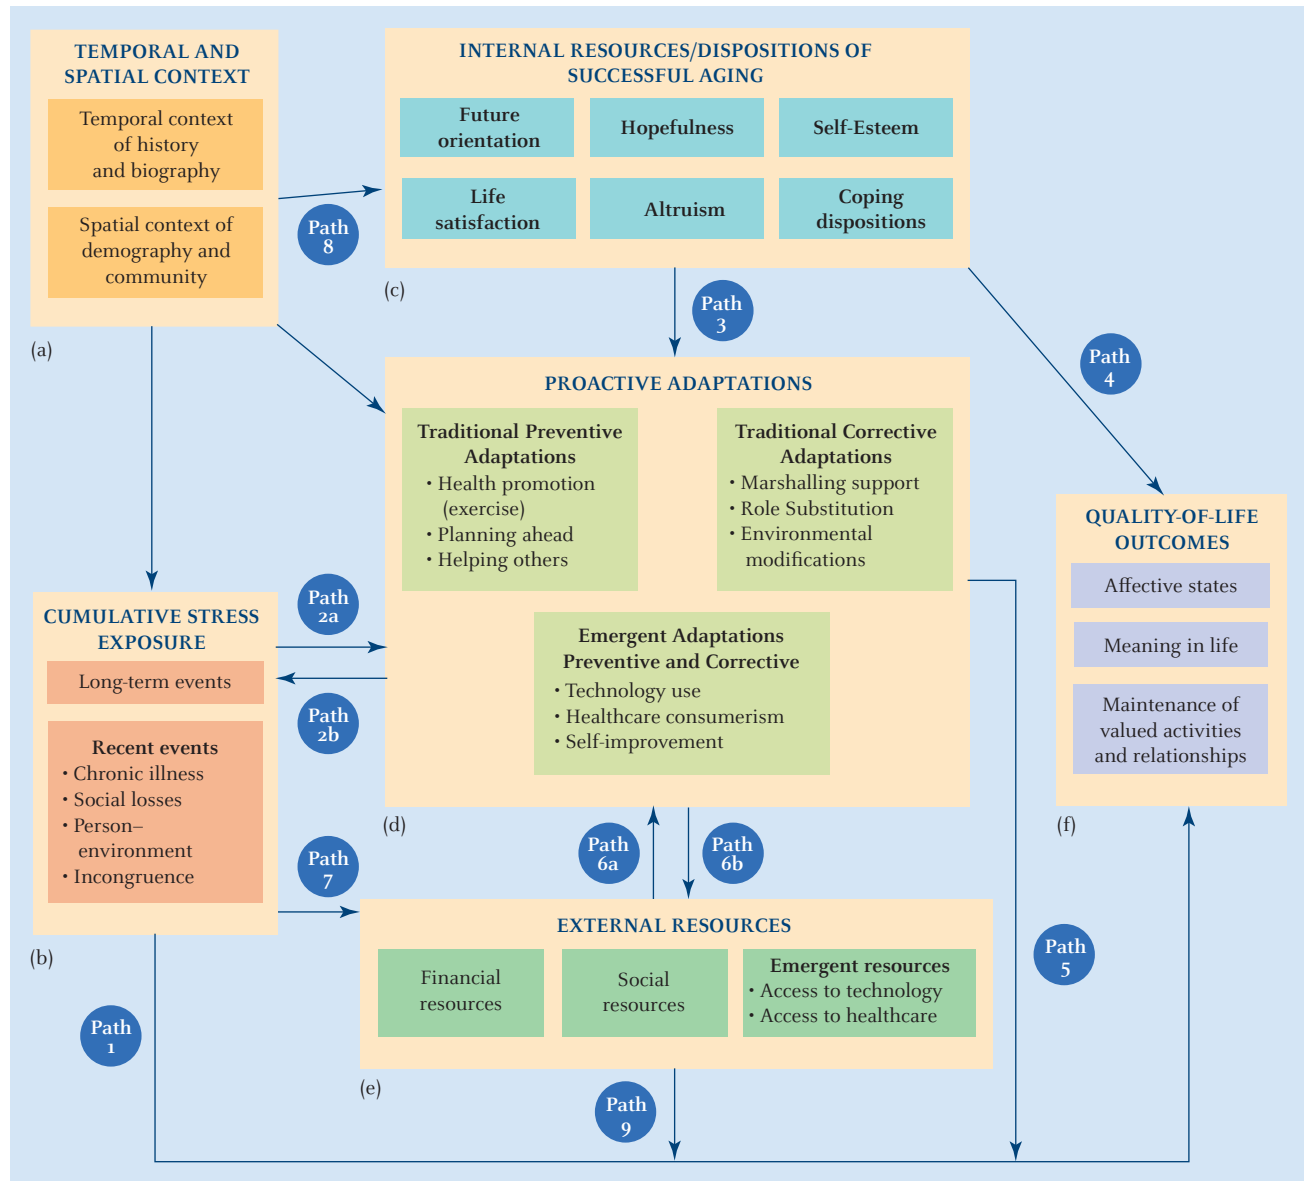 TEMPORAL AND
SPATIAL CONTEXT
Temporal context
of history
and biography
Spatial context of
demography and
community
(a)
Path
8
INTERNAL RESOURCES/DISPOSITIONS OF
SUCCESSFUL AGING
Future
orientation
Hopefulness
Self-Esteem
Life
satisfaction
Altruism
Coping
dispositions
(c)
Path
3
Path
4
PROACTIVE ADAPTATIONS
Traditional Preventive
Adaptations
• Health promotion
(exercise)
• Planning ahead
• Helping others
Traditional Corrective
Adaptations
• Marshalling support
• Role Substitution
• Environmental
modifications
Emergent Adaptations
Preventive and Corrective
• Technology use
• Healthcare consumerism
• Self-improvement
(d)
CUMULATIVE STRESS
EXPOSURE
Long-term events
Recent events
• Chronic illness
• Social losses
• Person–
environment
• Incongruence
(b)
Path
2a
Path
2b
Path
7
Path
6a
Path
6b
QUALITY-OF-LIFE
OUTCOMES
Affective states
Meaning in life
Maintenance of
valued activities
and relationships
(f)
EXTERNAL RESOURCES
Financial
resources
Social
resources
Emergent resources
• Access to technology
• Access to healthcare
(e)
Path
5
Path
1
Path
9